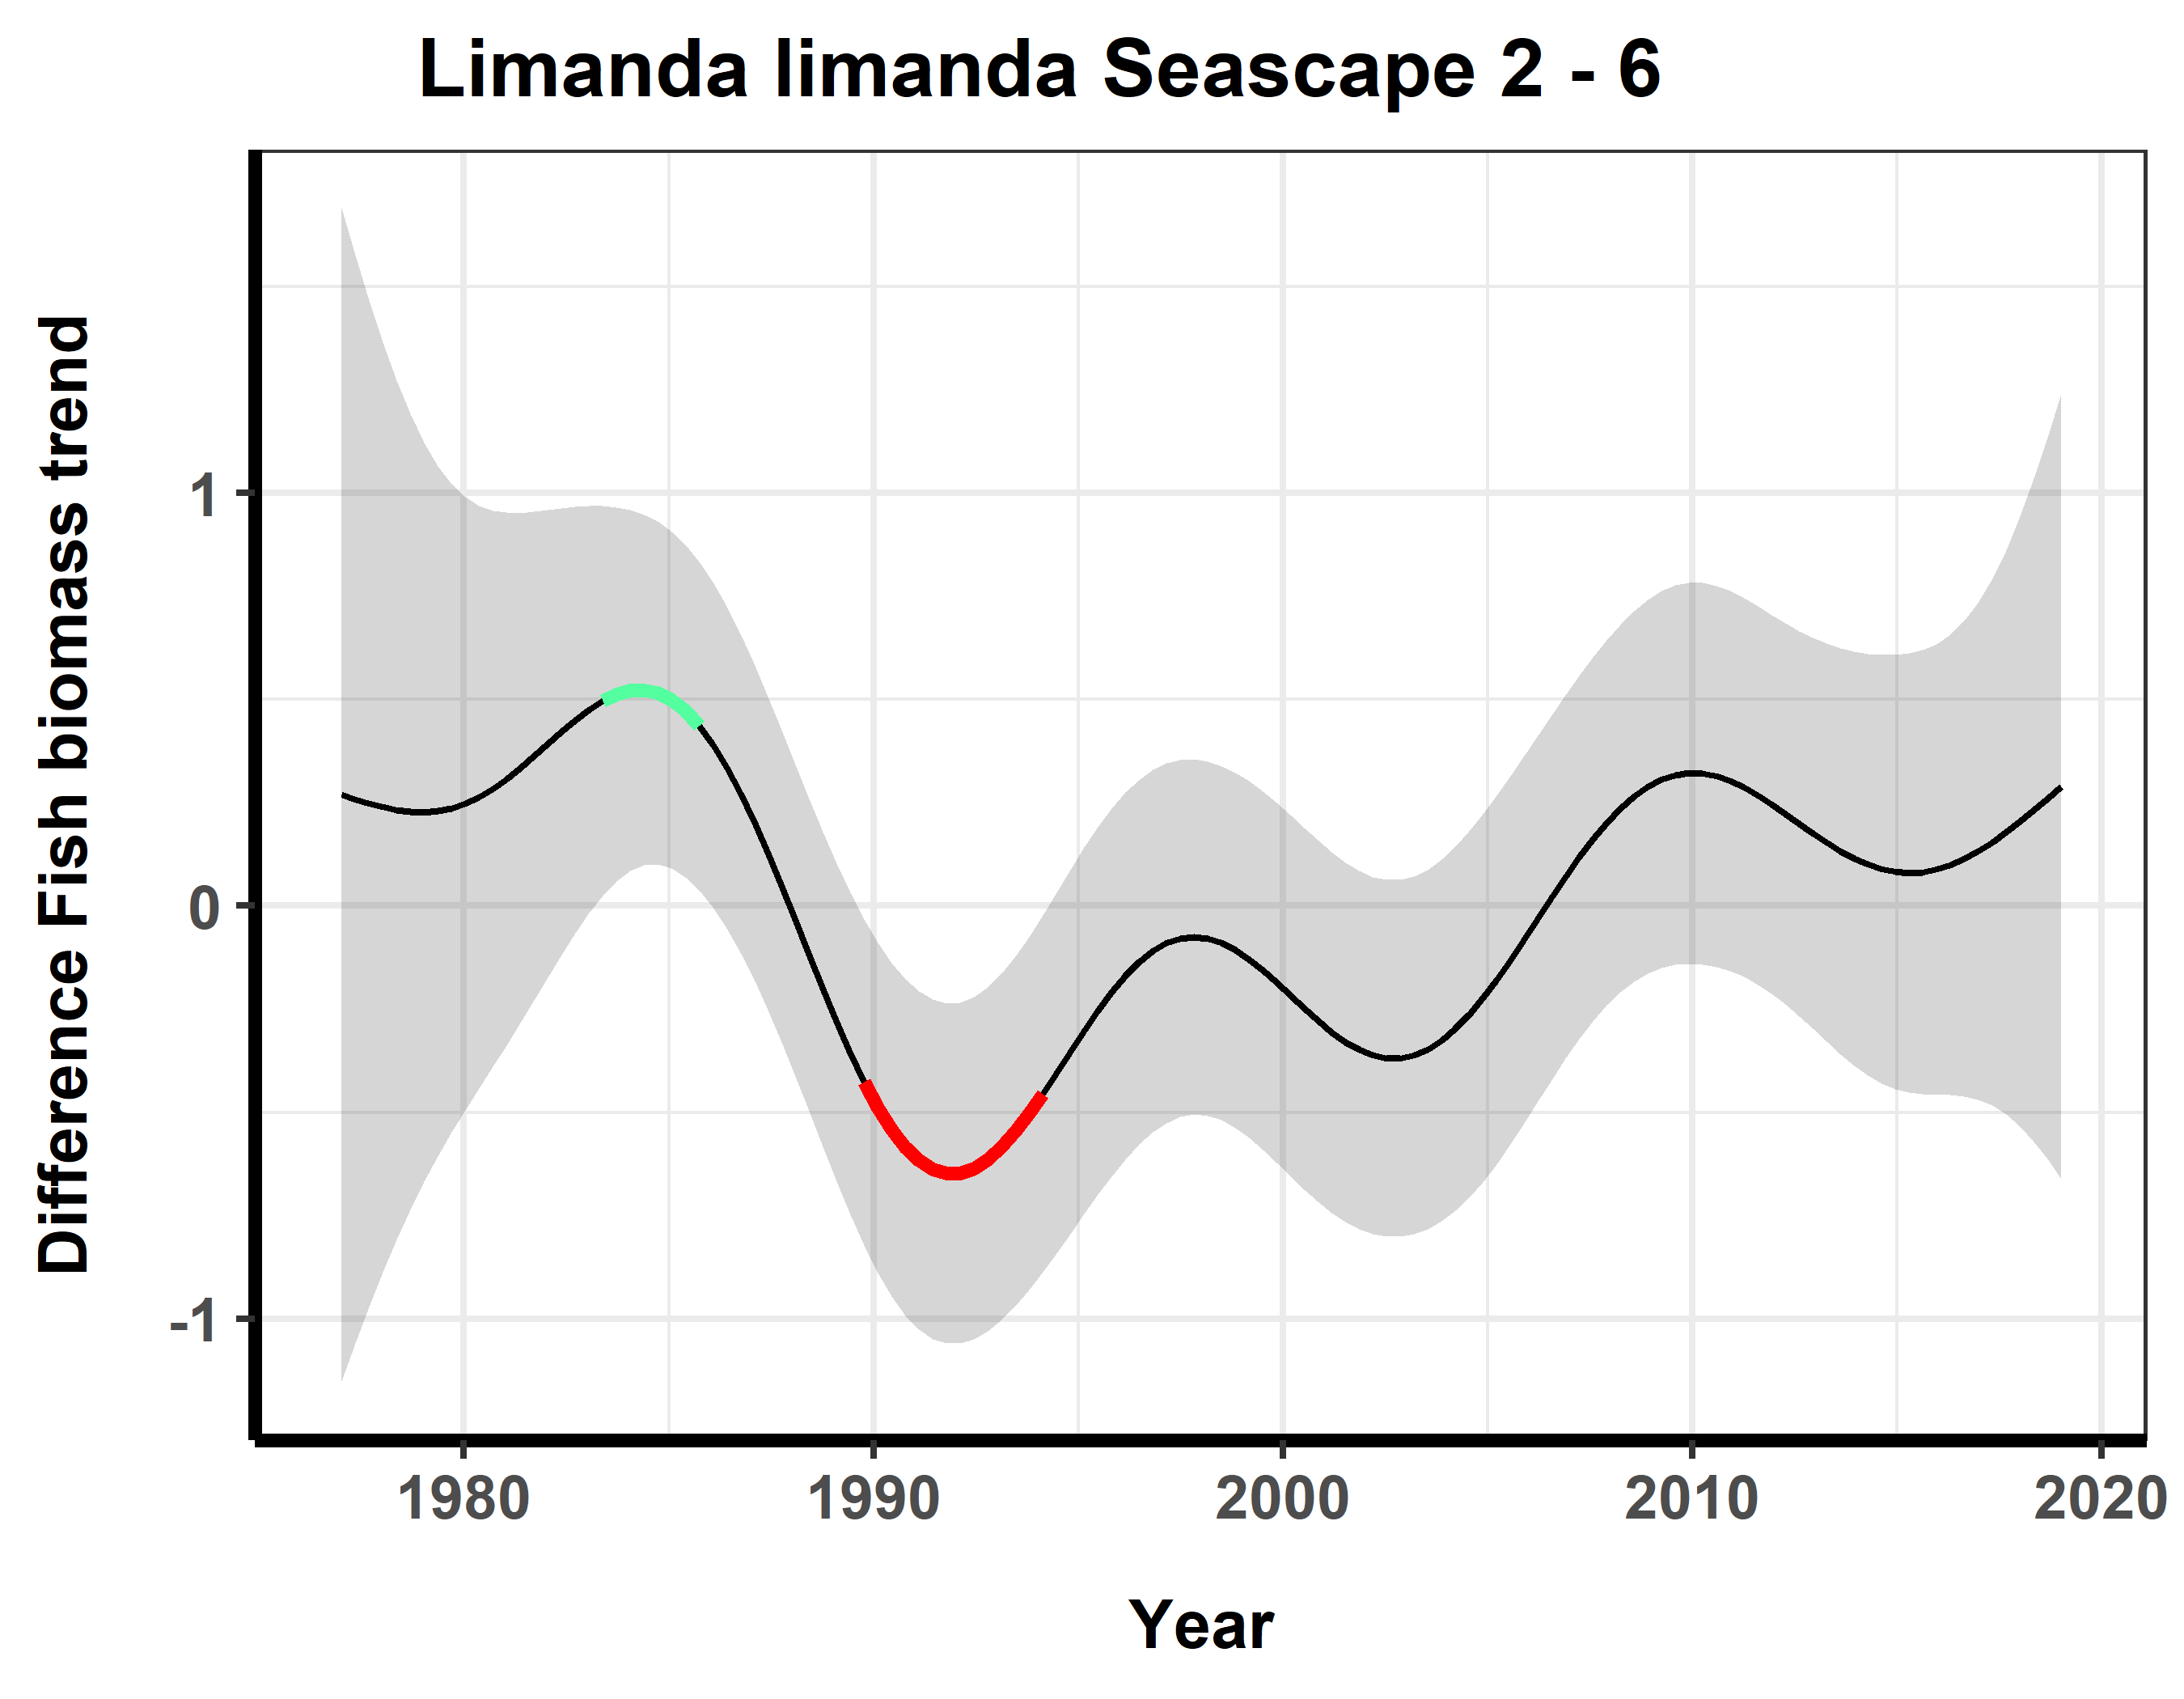 Limanda limanda Seascape 2 - 6
Difference Fish biomass trend
1
0
-1
1980 1990 2000 2010 2020
Year